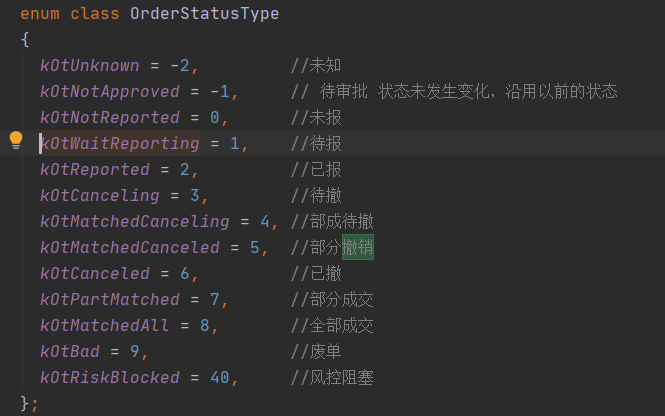 enum class OrderStatusType
{
kOtUnknown = -2, //未知
kOtNotApproved = -1, // 待审批 状态未发生变化，沿用以前的状态
kOtNotReported = 0, //未报
kOtWaitReporting = 1, //待报
kOtReported = 2, //已报
kOtCanceling = 3, //待撤
kOtMatchedCanceling = 4, //部成待撤
kOtMatchedCanceled = 5, //部分撤销
kOtCanceled = 6, //已撤
kOtPartMatched = 7, //部分成交
kOtMatchedAll = 8, //全部成交
kOtBad = 9, //废单
kOtRiskBlocked = 40, //风控阻塞
};